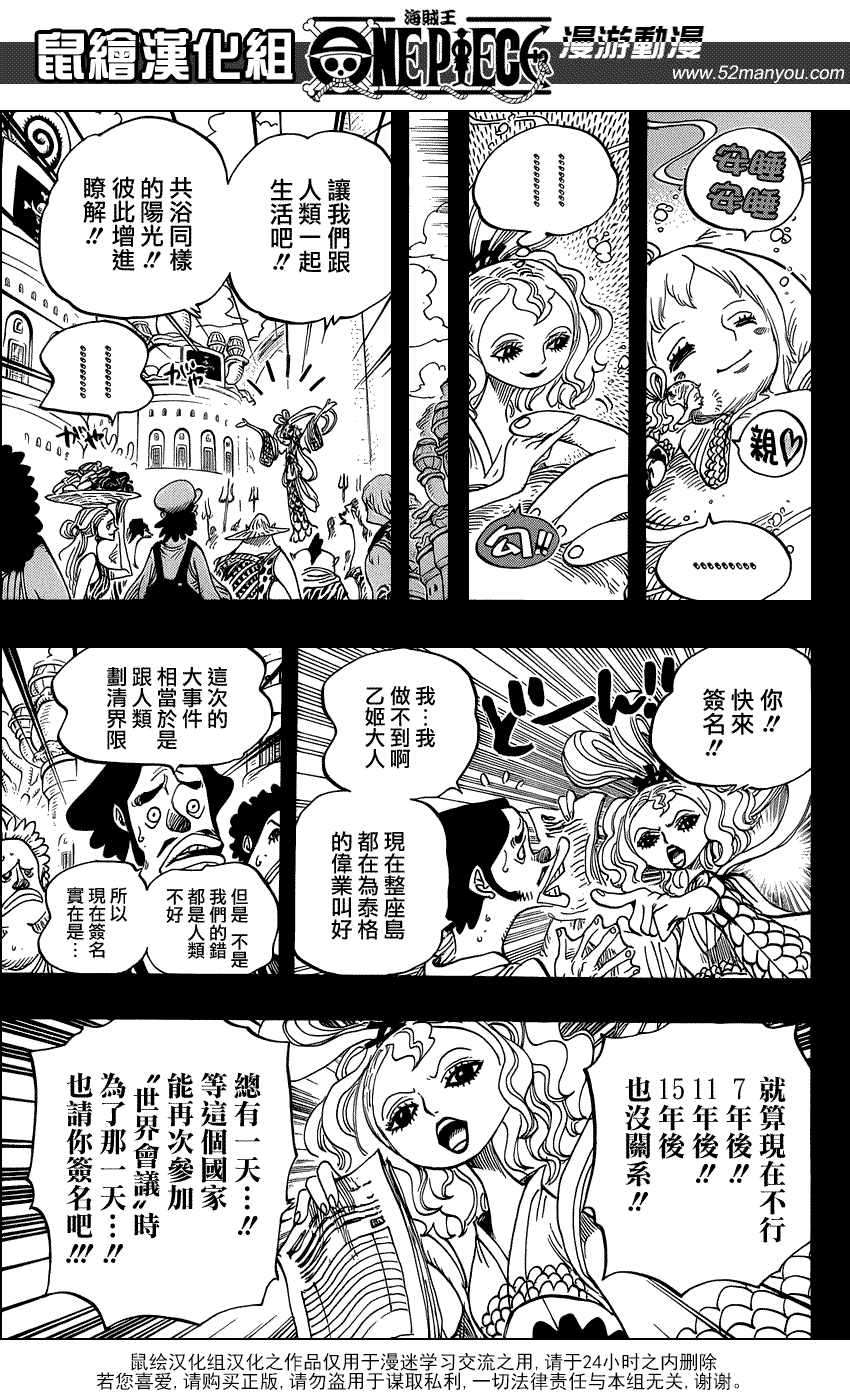 鼠繪漢化組
海賊王
ONE PIECE
漫游動漫
www.52manyou.com
安睡
安睡
親♡
…………
…………
…………
勾!!
讓我們跟
人類一起
生活吧!!
共浴同樣
的陽光!!
彼此增進
瞭解!!
…………
…………
ガヤ
ガヤ
你!!
快來
簽名!!
どーん!!
我…我
做不到啊
乙姬大人
現在整座島
都在為泰格
的偉業叫好
這次的
大事件
相當於是
跟人類
劃清界限
但是 不是
我們的錯
都是人類
不好
所以
現在簽名
實在是…
就算現在不行
7年後!!
11年後!!
15年後
也沒關系!!
總有一天…!!
等這個國家
能再次參加
"世界會議"時
為了那一天…!!
也請你簽名吧!!!
鼠绘汉化组汉化之作品仅用于漫迷学习交流之用, 请于24小时之内删除
若您喜爱, 请购买正版, 请勿盗用于谋取私利, 一切法律责任与本组无关, 谢谢。